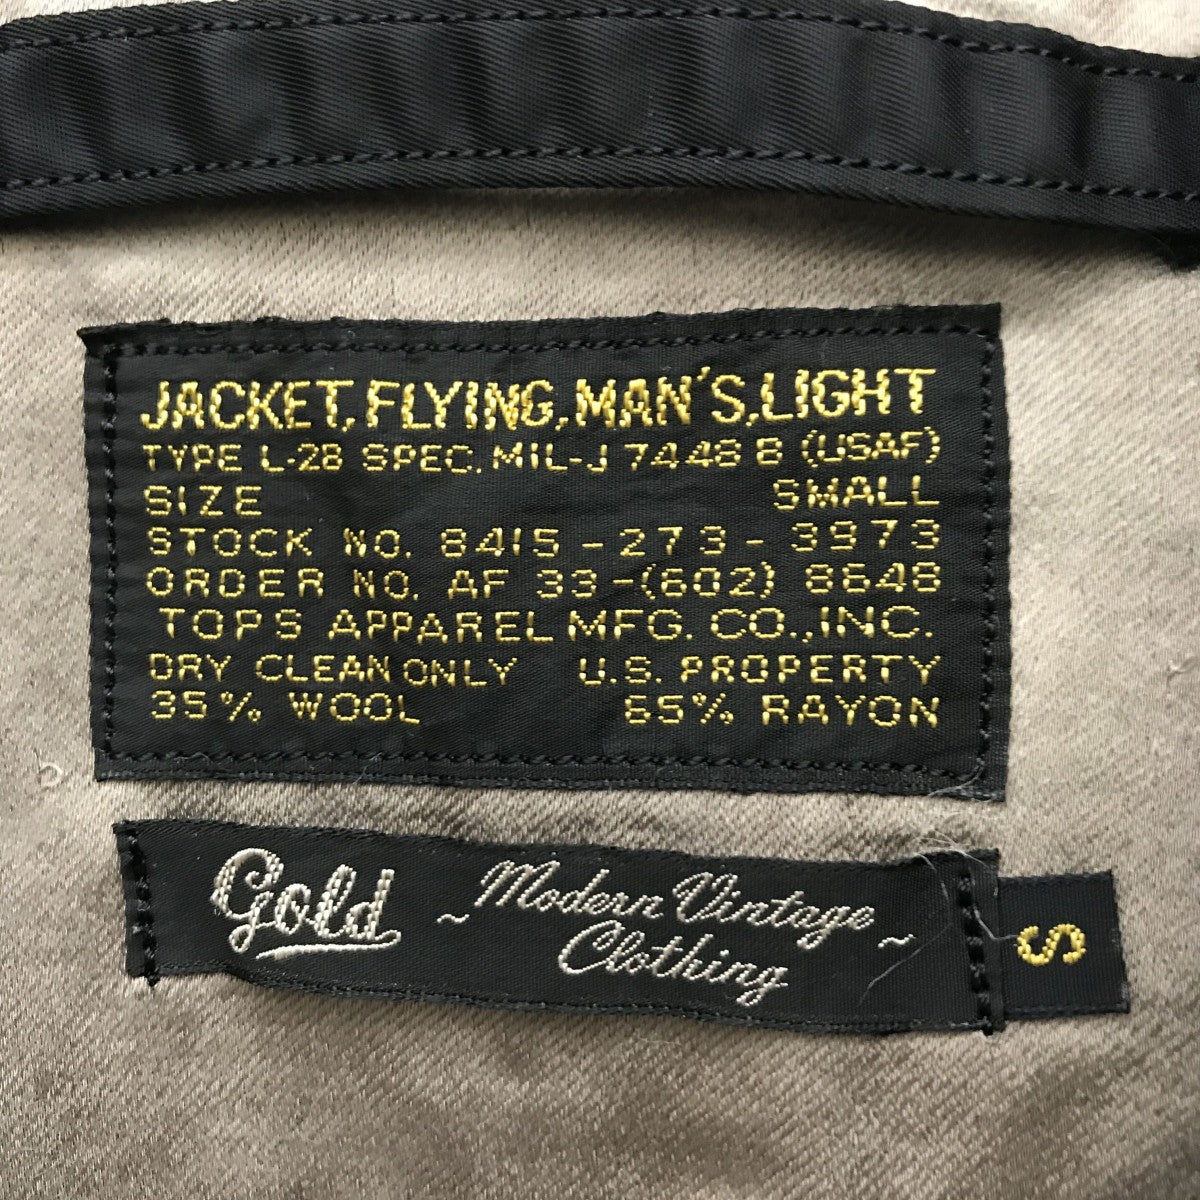 JACKET, FLYING, MAN'S, LIGHT
TYPE L-2B SPEC. MIL-J 7448 B (USAF)
SIZE SMALL
STOCK NO. 8415-273-3973
ORDER NO. AF 33-(602) 8648
TOPS APPAREL MFG. CO., INC.
DRY CLEAN ONLY U.S. PROPERTY
35% WOOL 65% RAYON
Gold ~ Modern Vintage ~
Clothing
S